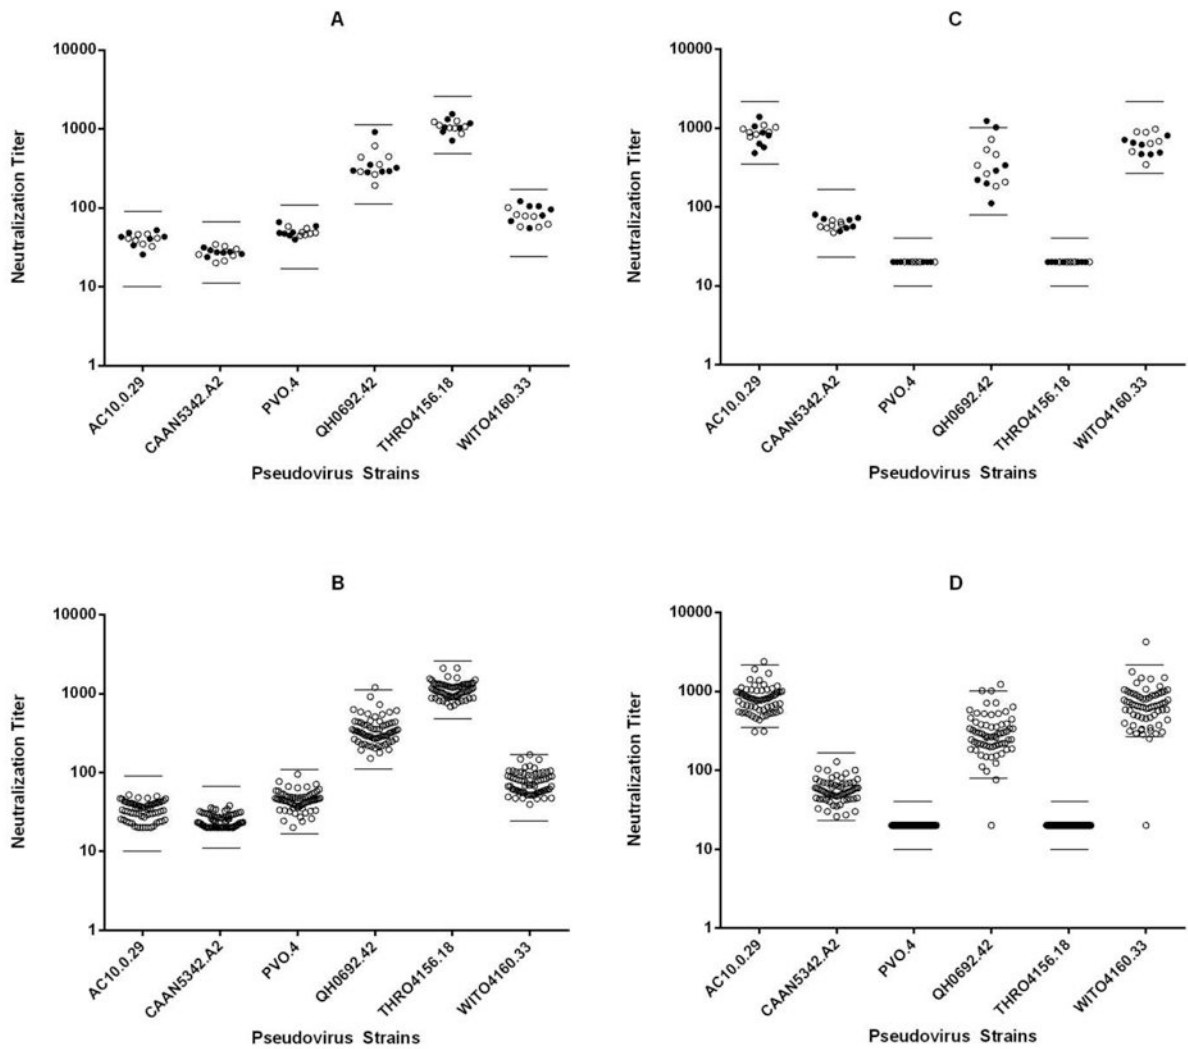 A
10000
1000
100
10
1
Neutralization Titer
AC10.0.29
CAAN5342.A2
PVO.4
QH0692.42
THRO4156.18
WITO4160.33
Pseudovirus Strains
C
10000
1000
100
10
1
Neutralization Titer
AC10.0.29
CAAN5342.A2
PVO.4
QH0692.42
THRO4156.18
WITO4160.33
Pseudovirus Strains
B
10000
1000
100
10
1
Neutralization Titer
AC10.0.29
CAAN5342.A2
PVO.4
QH0692.42
THRO4156.18
WITO4160.33
Pseudovirus Strains
D
10000
1000
100
10
1
Neutralization Titer
AC10.0.29
CAAN5342.A2
PVO.4
QH0692.42
THRO4156.18
WITO4160.33
Pseudovirus Strains